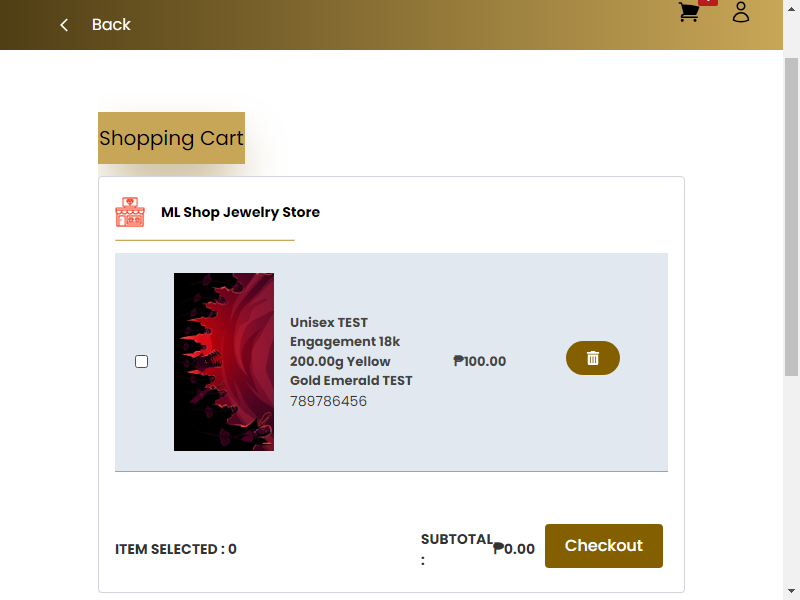 Back
Shopping Cart
ML Shop Jewelry Store
Unisex TEST
Engagement 18k
200.00g Yellow
Gold Emerald TEST
789786456
₱100.00
ITEM SELECTED : 0
SUBTOTAL
:
₱0.00
Checkout